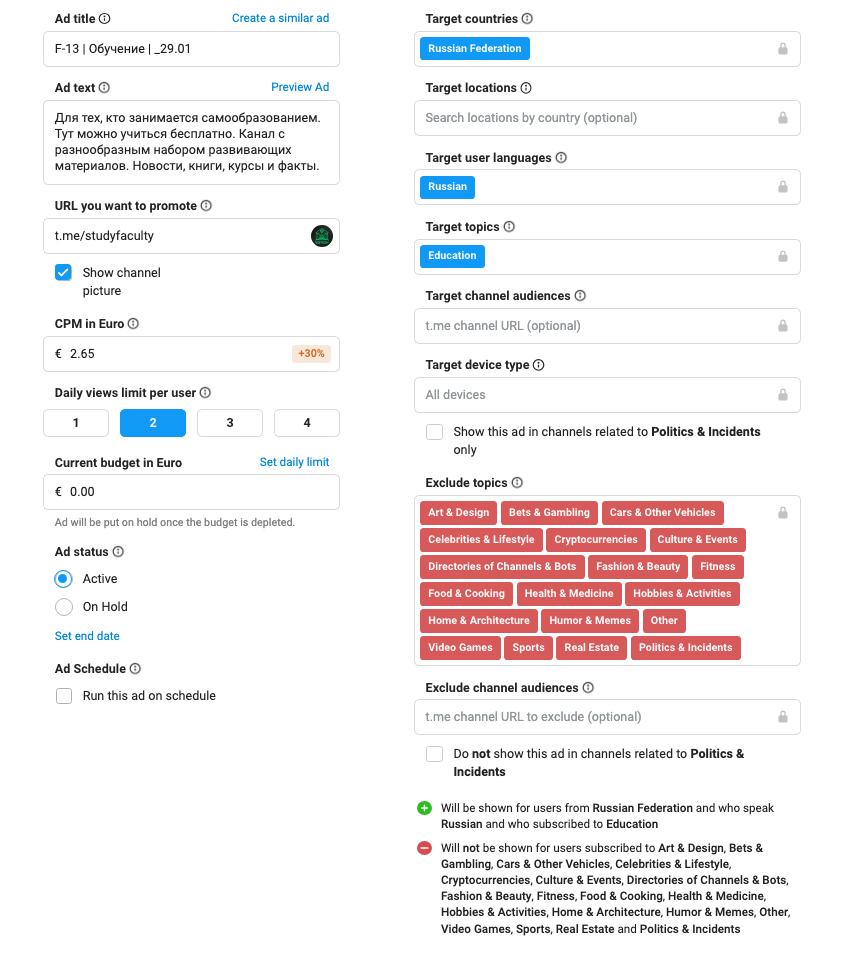 Ad title
Create a similar ad
F-13 | Обучение | _29.01
Ad text
Preview Ad
Для тех, кто занимается самообразованием.
Тут можно учиться бесплатно. Канал с
разнообразным набором развивающих
материалов. Новости, книги, курсы и факты.
URL you want to promote
t.me/studyfaculty
Show channel
picture
CPM in Euro
€ 2.65
+30%
Daily views limit per user
1 2 3 4
Current budget in Euro
Set daily limit
€ 0.00
Ad will be put on hold once the budget is depleted.
Ad status
Active
On Hold
Set end date
Ad Schedule
Run this ad on schedule
Target countries
Russian Federation
Target locations
Search locations by country (optional)
Target user languages
Russian
Target topics
Education
Target channel audiences
t.me channel URL (optional)
Target device type
All devices
Show this ad in channels related to Politics & Incidents
only
Exclude topics
Art & Design Bets & Gambling Cars & Other Vehicles
Celebrities & Lifestyle Cryptocurrencies Culture & Events
Directories of Channels & Bots Fashion & Beauty Fitness
Food & Cooking Health & Medicine Hobbies & Activities
Home & Architecture Humor & Memes Other
Video Games Sports Real Estate Politics & Incidents
Exclude channel audiences
t.me channel URL to exclude (optional)
Do not show this ad in channels related to Politics &
Incidents
Will be shown for users from Russian Federation and who speak
Russian and who subscribed to Education
Will not be shown for users subscribed to Art & Design, Bets &
Gambling, Cars & Other Vehicles, Celebrities & Lifestyle,
Cryptocurrencies, Culture & Events, Directories of Channels & Bots,
Fashion & Beauty, Fitness, Food & Cooking, Health & Medicine,
Hobbies & Activities, Home & Architecture, Humor & Memes, Other,
Video Games, Sports, Real Estate and Politics & Incidents